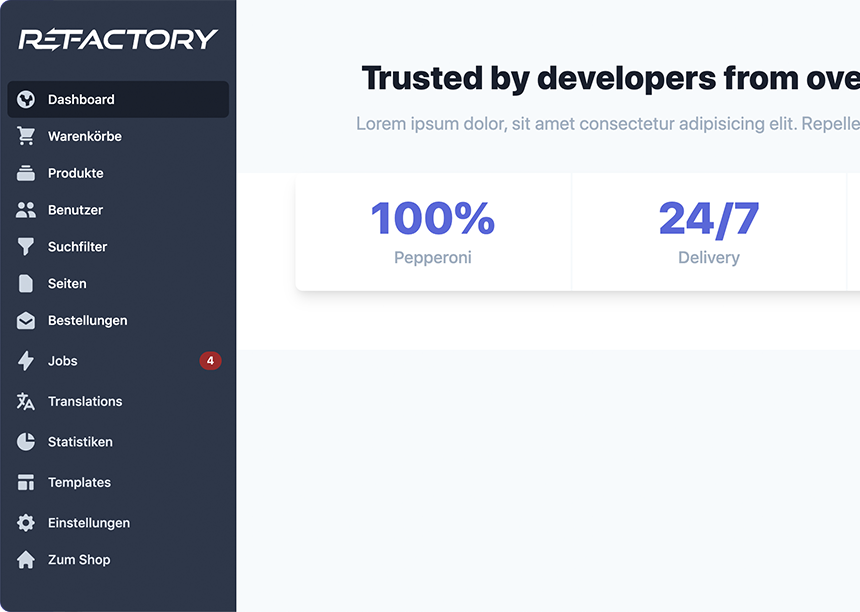 REFACTORY
Dashboard
Warenkörbe
Produkte
Benutzer
Suchfilter
Seiten
Bestellungen
Jobs
4
Translations
Statistiken
Templates
Einstellungen
Zum Shop
Trusted by developers from ove
Lorem ipsum dolor, sit amet consectetur adipisicing elit. Repelle
100%
Pepperoni
24/7
Delivery